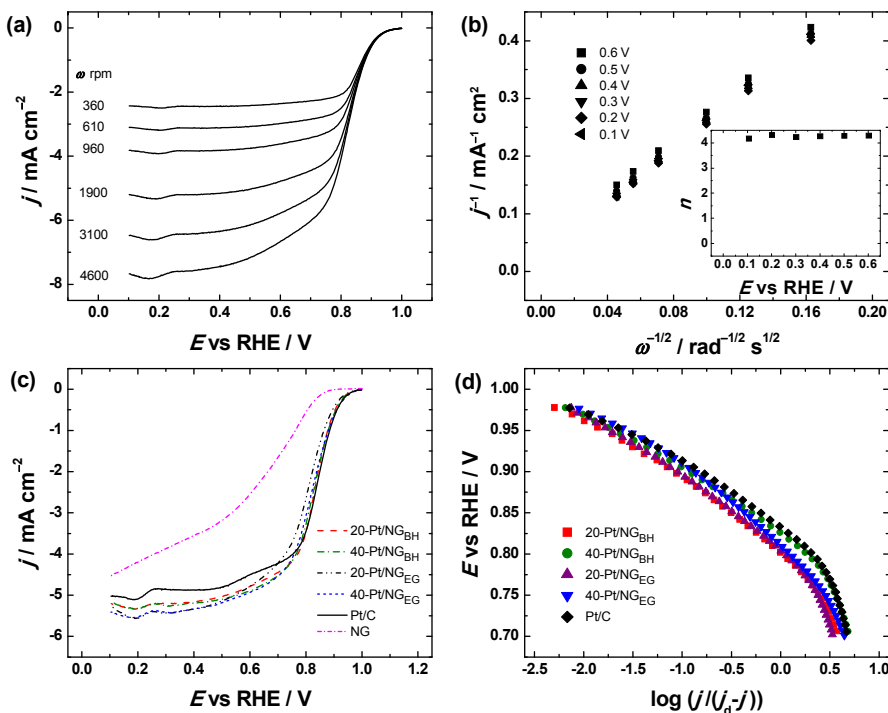 (a)
ω rpm
360
610
960
1900
3100
4600
0
-2
-4
-6
-8
j / mA cm⁻²
0.0 0.2 0.4 0.6 0.8 1.0
E vs RHE / V
(b)
0.6 V
0.5 V
0.4 V
0.3 V
0.2 V
0.1 V
0.4
0.3
0.2
0.1
0.0
j⁻¹ / mA⁻¹ cm²
4
3
2
1
0
n
0.0 0.1 0.2 0.3 0.4 0.5 0.6
E vs RHE / V
0.00 0.04 0.08 0.12 0.16 0.20
ω⁻¹/² / rad⁻¹/² s¹/²
(c)
0
-1
-2
-3
-4
-5
-6
j / mA cm⁻²
20-Pt/NG_BH
40-Pt/NG_BH
20-Pt/NG_EG
40-Pt/NG_EG
Pt/C
NG
0.0 0.2 0.4 0.6 0.8 1.0 1.2
E vs RHE / V
(d)
1.00
0.95
0.90
0.85
0.80
0.75
0.70
E vs RHE / V
20-Pt/NG_BH
40-Pt/NG_BH
20-Pt/NG_EG
40-Pt/NG_EG
Pt/C
-2.5 -2.0 -1.5 -1.0 -0.5 0.0 0.5 1.0
log (j/(j_d-j))